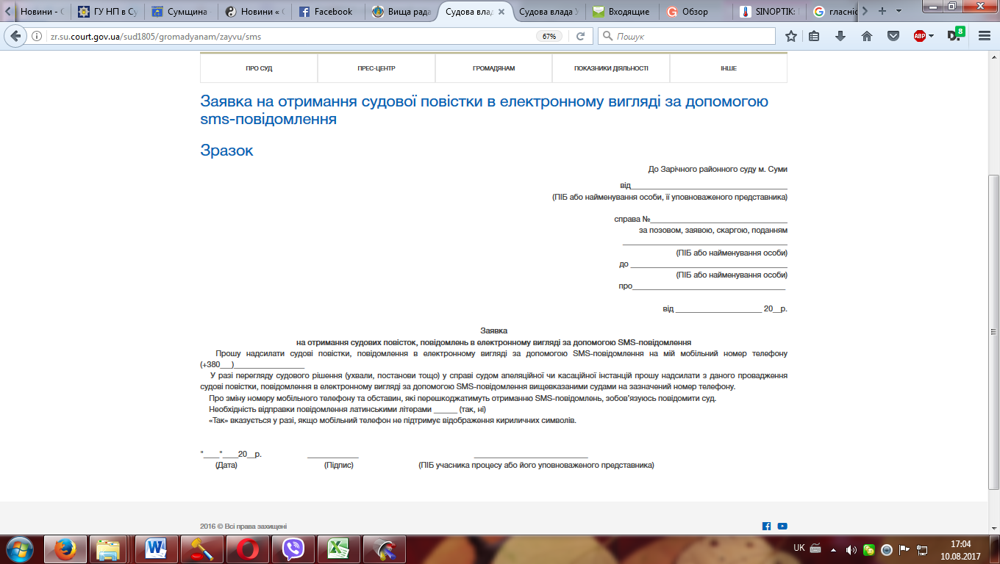 Новини - С
ГУ НП в Су
Сумщина -
Новини « С
Facebook
Вища рада
Судова влад
Судова влада У
Входящие
Обзор
SINOPTIK:
гласніс
zr.su.court.gov.ua/sud1805/gromadyanam/zayvu/sms
67%
Пошук
ABP
8
ПРО СУД
ПРЕС-ЦЕНТР
ГРОМАДЯНАМ
ПОКАЗНИКИ ДІЯЛЬНОСТІ
ІНШЕ
Заявка на отримання судової повістки в електронному вигляді за допомогою
sms-повідомлення
Зразок
До Зарічного районного суду м. Суми
від___________________________________
(ПІБ або найменування особи, її уповноваженого представника)
справа №_______________________________
за позовом, заявою, скаргою, поданням
_____________________________________
(ПІБ або найменування особи)
до ___________________________________
(ПІБ або найменування особи)
про__________________________________
від ___________________ 20__р.
Заявка
на отримання судових повісток, повідомлень в електронному вигляді за допомогою SMS-повідомлення
Прошу надсилати судові повістки, повідомлення в електронному вигляді за допомогою SMS-повідомлення на мій мобільний номер телефону
(+380___)________________
У разі перегляду судового рішення (ухвали, постанови тощо) у справі судом апеляційної чи касаційної інстанцій прошу надсилати з даного провадження
судові повістки, повідомлення в електронному вигляді за допомогою SMS-повідомлення вищевказаними судами на зазначений номер телефону.
Про зміну номеру мобільного телефону та обставин, які перешкоджатимуть отриманню SMS-повідомлень, зобов’язуюсь повідомити суд.
Необхідність відправки повідомлення латинськими літерами _____ (так, ні)
«Так» вказується у разі, якщо мобільний телефон не підтримує відображення кириличних символів.
"____"____20__р. ___________ _________________________
(Дата) (Підпис) (ПІБ учасника процесу або його уповноваженого представника)
2016 © Всі права захищені
UK
17:04
10.08.2017